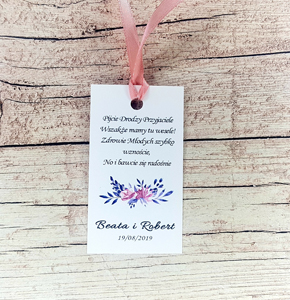 Pijcie Drodzy Przyjaciele
Wszakże mamy tu wesele!
Zdrowie Młodych szybko
wznoście,
No i bawcie się radośnie
Beata i Robert
19/08/2019